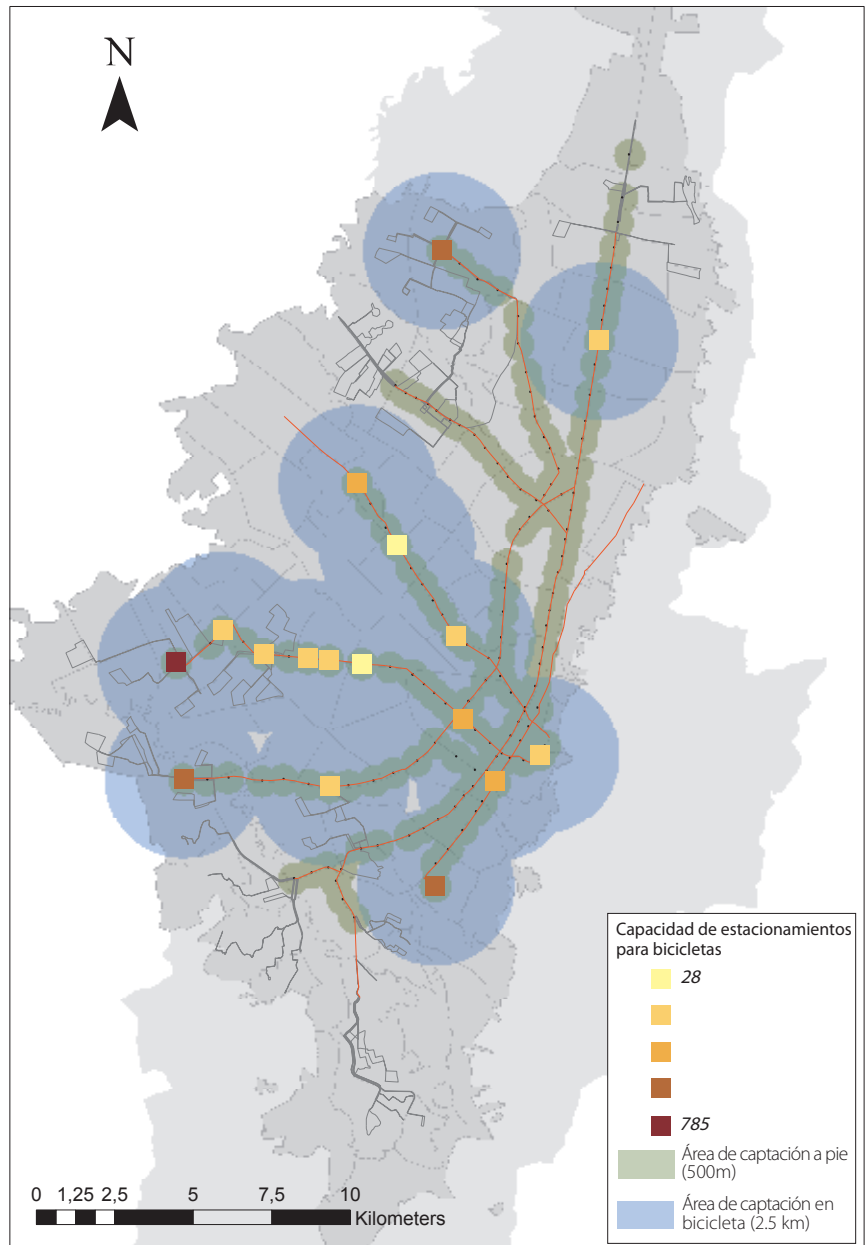 N
Capacidad de estacionamientos
para bicicletas
28
785
Área de captación a pie
(500m)
Área de captación en
bicicleta (2.5 km)
0 1,25 2,5 5 7,5 10
Kilometers